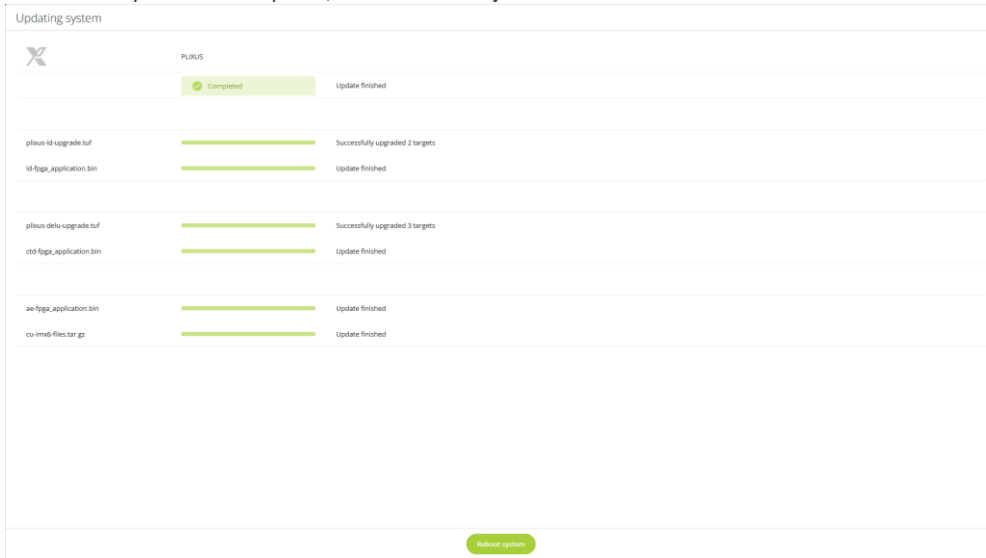 Updating system
PLIXUS
Completed Update finished
plixus-id-upgrade.tuf Successfully upgraded 2 targets
id-fpga_application.bin Update finished
plixus-delu-upgrade.tuf Successfully upgraded 3 targets
ctd-fpga_application.bin Update finished
ae-fpga_application.bin Update finished
cu-imx6-files.tar.gz Update finished
Reboot system